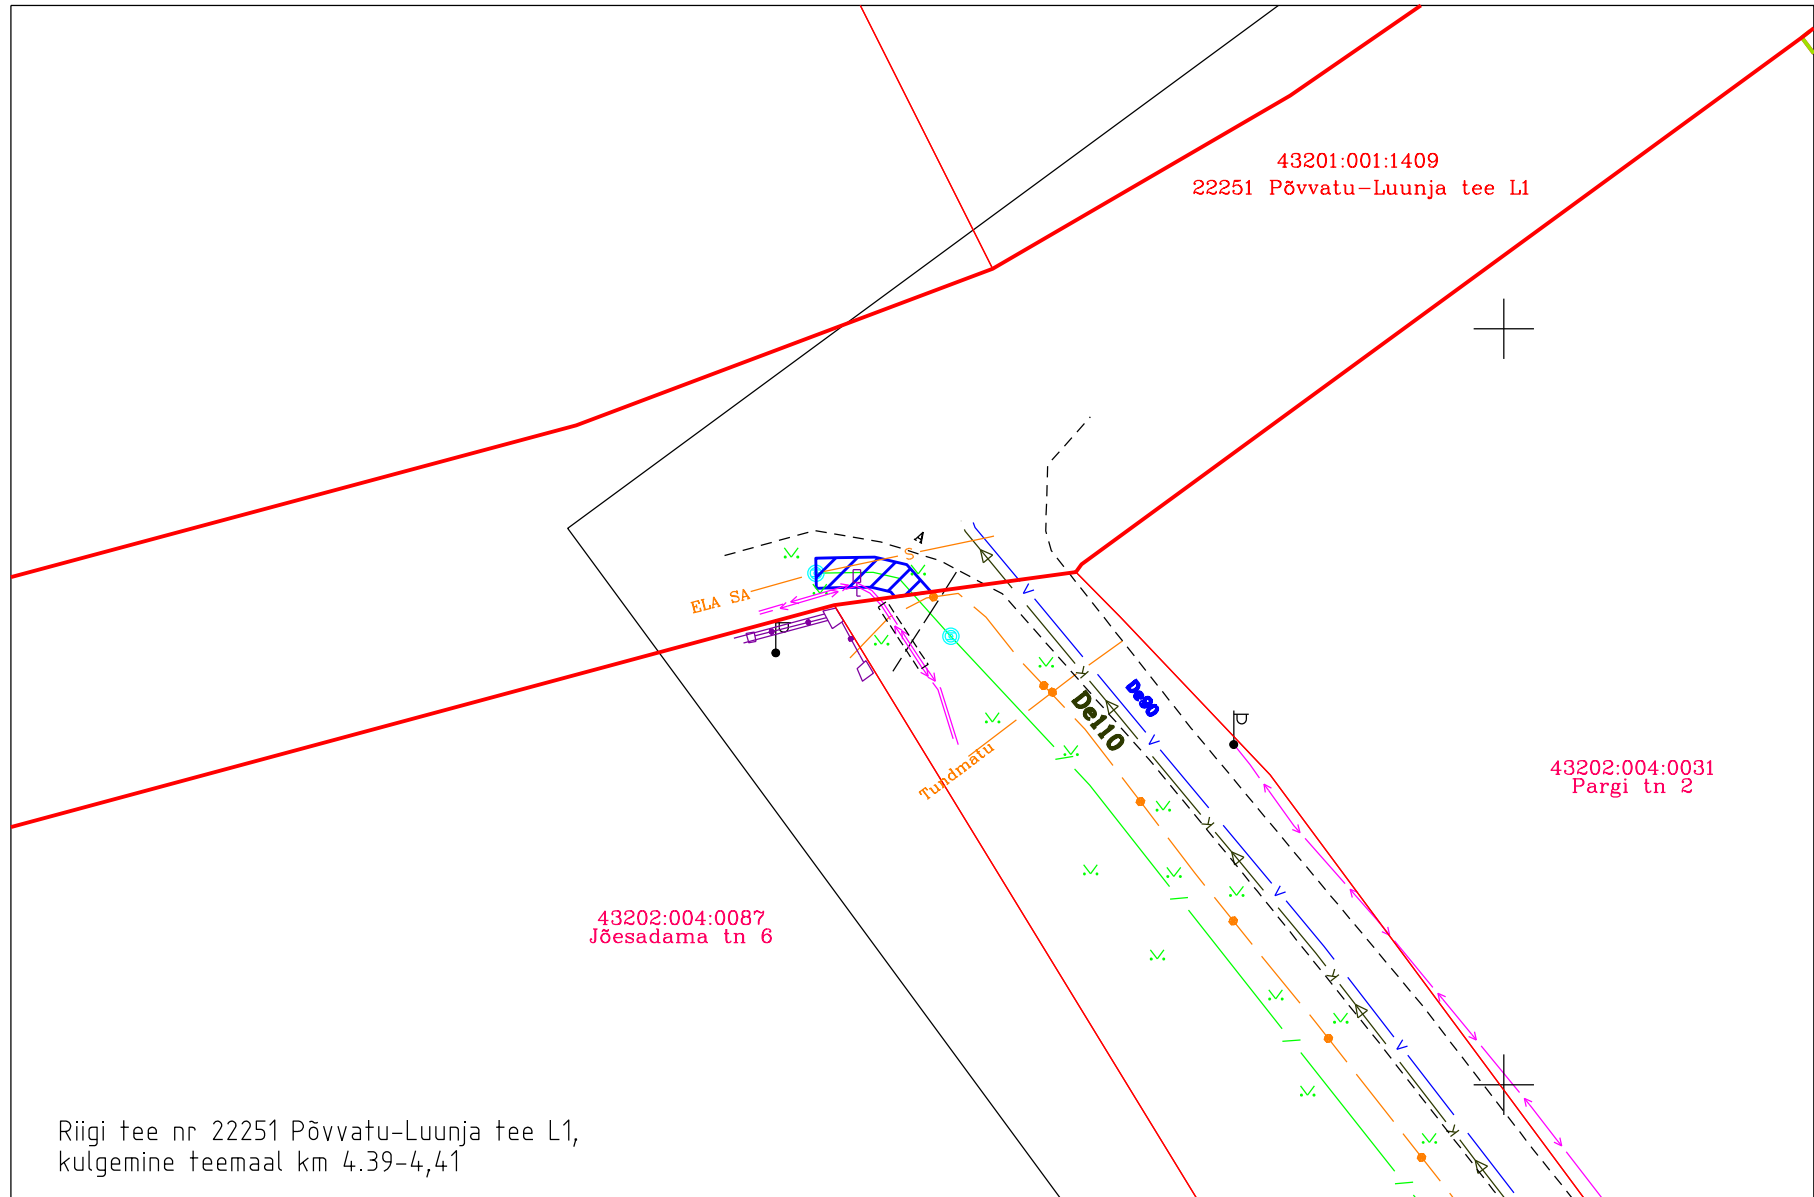 43201:001:1409
22251 Põvvatu-Luunja tee L1
A
S
ELA SA
V
K
De90
De110
V
Tundmatu
43202:004:0031
Pargi tn 2
K
V
43202:004:0087
Jõesadama tn 6
K
V
K
Riigi tee nr 22251 Põvvatu-Luunja tee L1,
kulgemine teemaal km 4.39-4,41